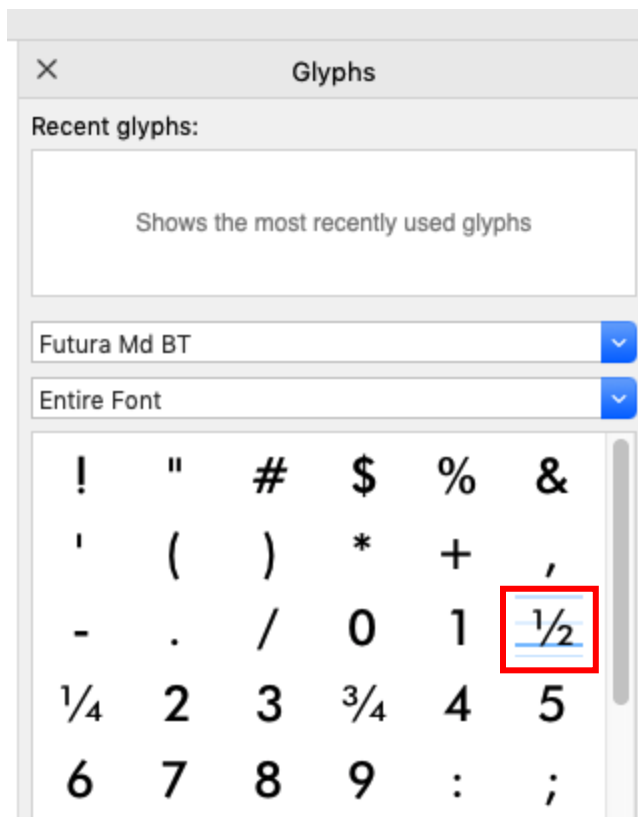 Glyphs
Recent glyphs:
Shows the most recently used glyphs
Futura Md BT
Entire Font
! " # $ % &
' ( ) * + ,
- . / 0 1 ½
¼ 2 3 ¾ 4 5
6 7 8 9 : ;